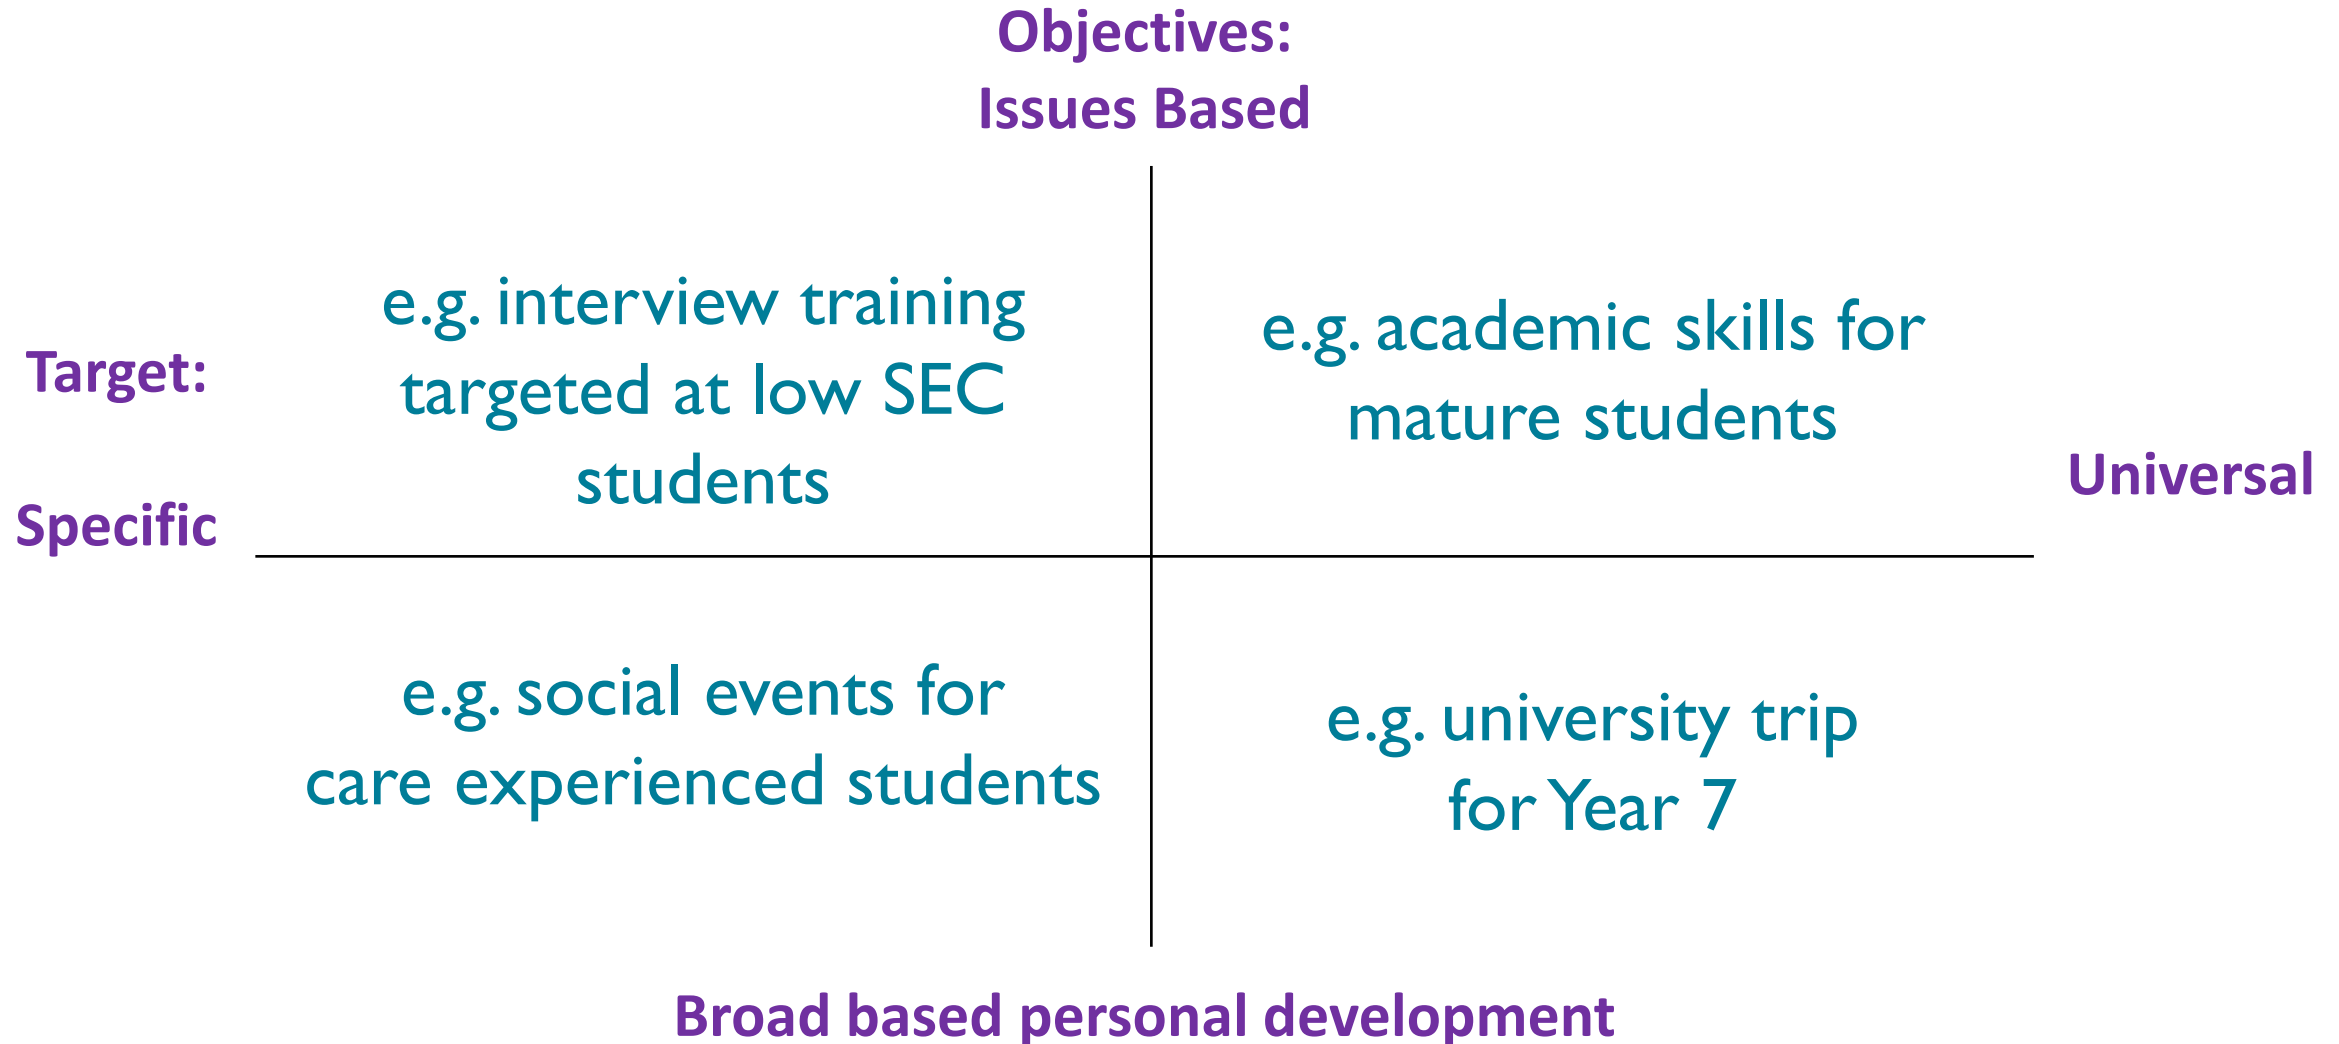 Objectives:
Issues Based
e.g. interview training
targeted at low SEC
students
e.g. academic skills for
mature students
Target:
Specific
Universal
e.g. social events for
care experienced students
e.g. university trip
for Year 7
Broad based personal development